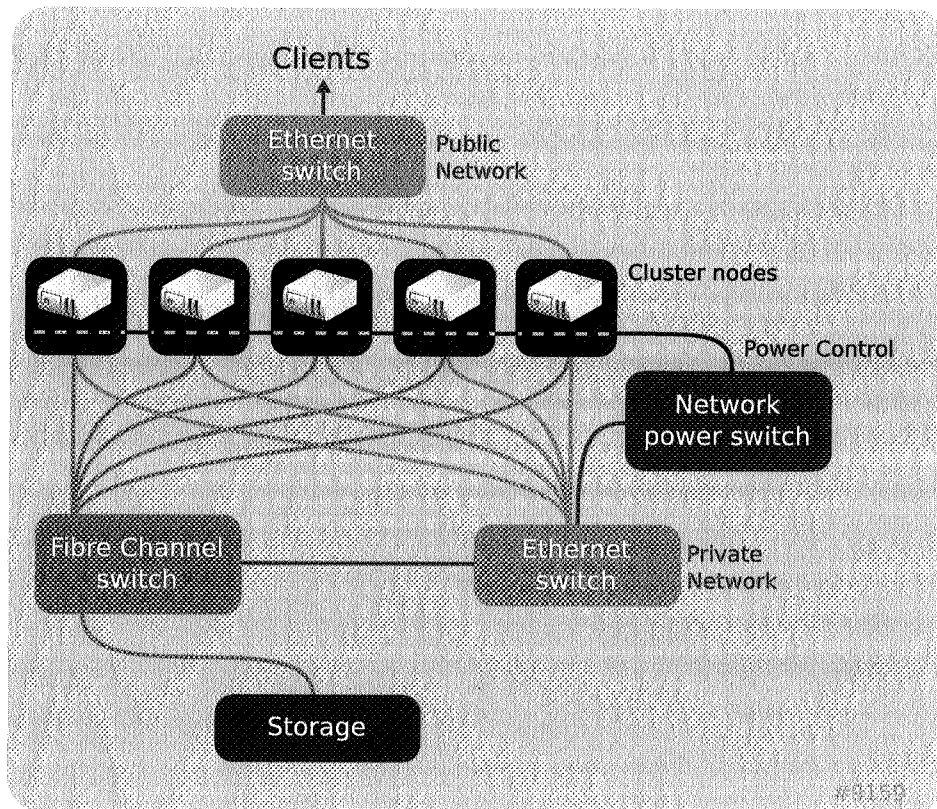 Clients
Ethernet
switch
Public
Network
Cluster nodes
Power Control
Network
power switch
Fibre Channel
switch
Ethernet
switch
Private
Network
Storage